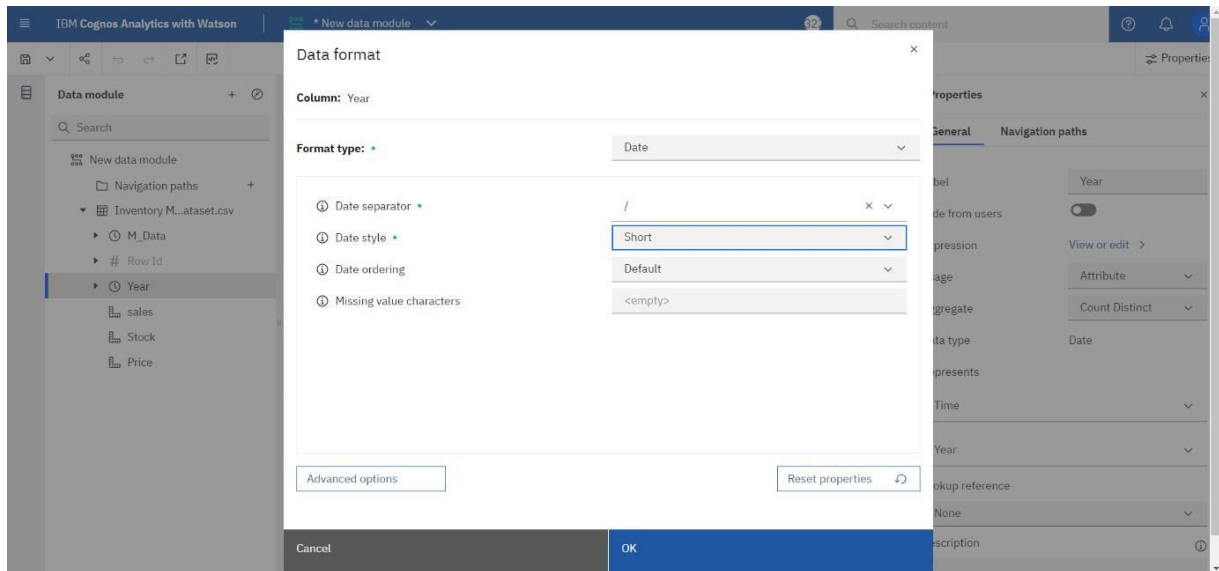 IBM Cognos Analytics with Watson
* New data module
Search content
Properties
Data module
Search
New data module
Navigation paths
Inventory M...ataset.csv
M_Data
# Row Id
Year
sales
Stock
Price
Data format
Column: Year
Format type:
Date
Date separator
/
Date style
Short
Date ordering
Default
Missing value characters
<empty>
Advanced options
Reset properties
Cancel
OK
roperties
General
Navigation paths
bel
Year
de from users
pression
View or edit
age
Attribute
gregate
Count Distinct
ta type
Date
presents
Time
Year
okup reference
None
scription